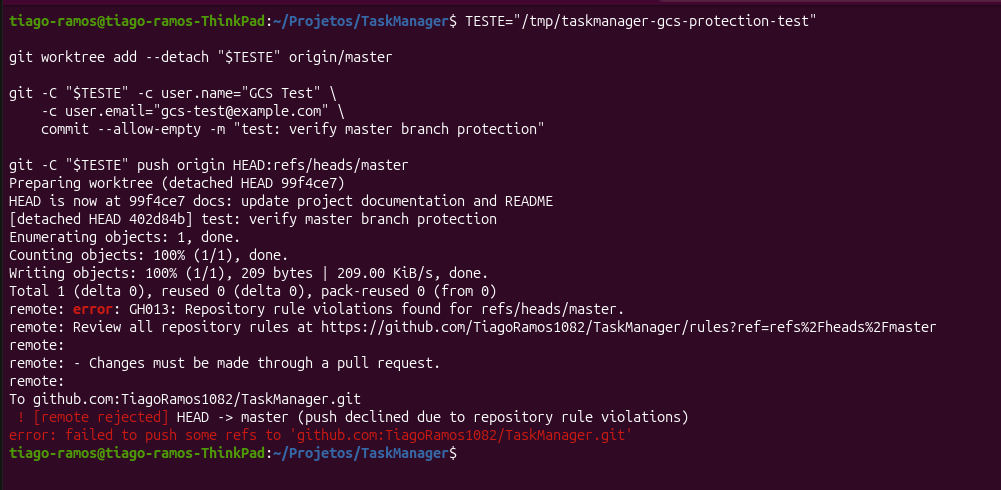 tiago-ramos@tiago-ramos-ThinkPad:~/Projetos/TaskManager$ TESTE="/tmp/taskmanager-gcs-protection-test"
git worktree add --detach "$TESTE" origin/master
git -C "$TESTE" -c user.name="GCS Test" \
    -c user.email="gcs-test@example.com" \
    commit --allow-empty -m "test: verify master branch protection"
git -C "$TESTE" push origin HEAD:refs/heads/master
Preparing worktree (detached HEAD 99f4ce7)
HEAD is now at 99f4ce7 docs: update project documentation and README
[detached HEAD 402d84b] test: verify master branch protection
Enumerating objects: 1, done.
Counting objects: 100% (1/1), done.
Writing objects: 100% (1/1), 209 bytes | 209.00 KiB/s, done.
Total 1 (delta 0), reused 0 (delta 0), pack-reused 0 (from 0)
remote: error: GH013: Repository rule violations found for refs/heads/master.
remote: Review all repository rules at https://github.com/TiagoRamos1082/TaskManager/rules?ref=refs%2Fheads%2Fmaster
remote:
remote: - Changes must be made through a pull request.
remote:
To github.com:TiagoRamos1082/TaskManager.git
 ! [remote rejected] HEAD -> master (push declined due to repository rule violations)
error: failed to push some refs to 'github.com:TiagoRamos1082/TaskManager.git'
tiago-ramos@tiago-ramos-ThinkPad:~/Projetos/TaskManager$